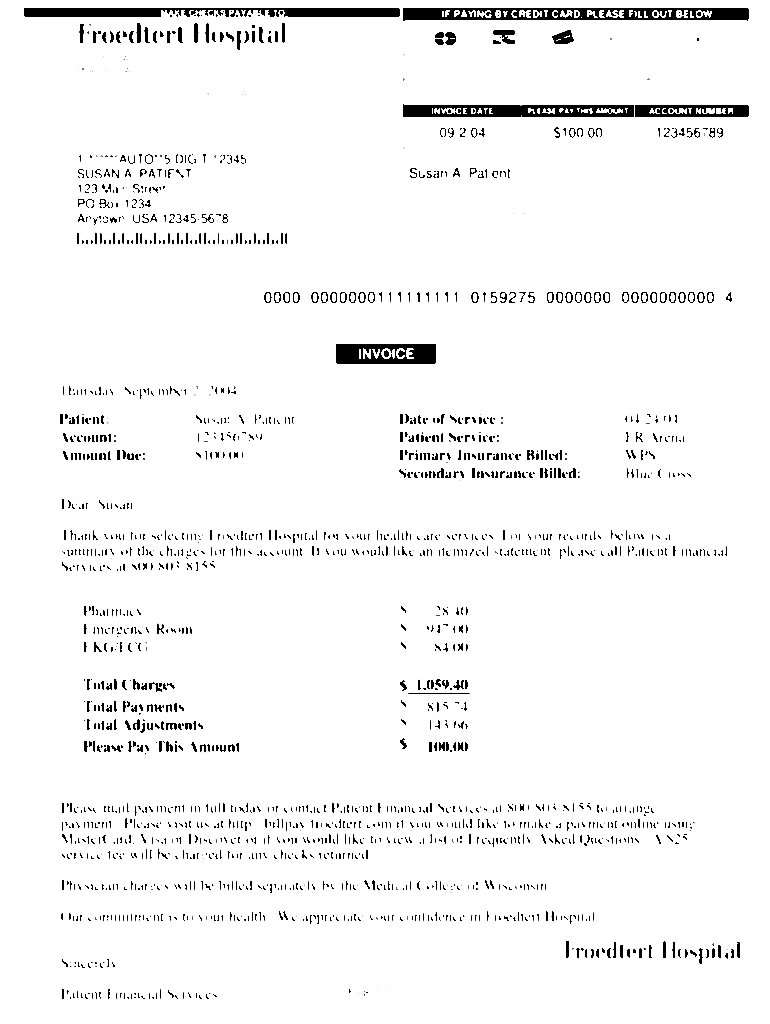 MAKE CHECKS PAYABLE TO:
Froedtert Hospital
IF PAYING BY CREDIT CARD, PLEASE FILL OUT BELOW
INVOICE DATE PLEASE PAY THIS AMOUNT ACCOUNT NUMBER
09 2 04 $100.00 123456789
AUTO**5 DIGIT 12345
SUSAN A. PATIENT
123 Main Street
PO Box 1234
Anytown USA 12345-5678
Susan A. Patient
0000 0000000111111111 0159275 0000000 0000000000 4
INVOICE
Thursday, September 2, 2004
Patient: Susan A. Patient
Account: 123456789
Amount Due: $100.00
Date of Service : 04-24-04
Patient Service: ER Arena
Primary Insurance Billed: WPS
Secondary Insurance Billed: Blue Cross
Dear Susan
Thank you for selecting Froedtert Hospital for your health care services. For your records, below is a
summary of the charges for this account. If you would like an itemized statement, please call Patient Financial
Services at 800-803-8155
Pharmacy $ 28.40
Emergency Room $ 947.00
EKG/ECG $ 84.00
Total Charges $ 1,059.40
Total Payments $ 815.74
Total Adjustments $ 143.66
Please Pay This Amount $ 100.00
Please mail payment in full today or contact Patient Financial Services at 800-803-8155 to arrange
payment. Please visit us at http://billpay.froedtert.com if you would like to make a payment online using
MasterCard, Visa or Discover or if you would like to view a list of Frequently Asked Questions. A $25
service fee will be charged for any checks returned.
Physician charges will be billed separately by the Medical College of Wisconsin.
Our commitment is to your health. We appreciate your confidence in Froedtert Hospital.
Froedtert Hospital
Sincerely
Patient Financial Services